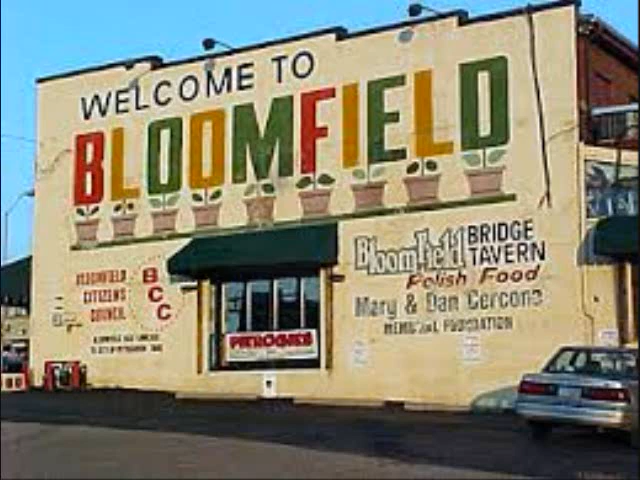 WELCOME TO
BLOOMFIELD
BLOOMFIELD
CITIZENS
COUNCIL
BCC
Bloomfield BRIDGE
TAVERN
Polish Food
Mary & Dan Cercone
MEMORIAL FOUNDATION
PIEROGIES